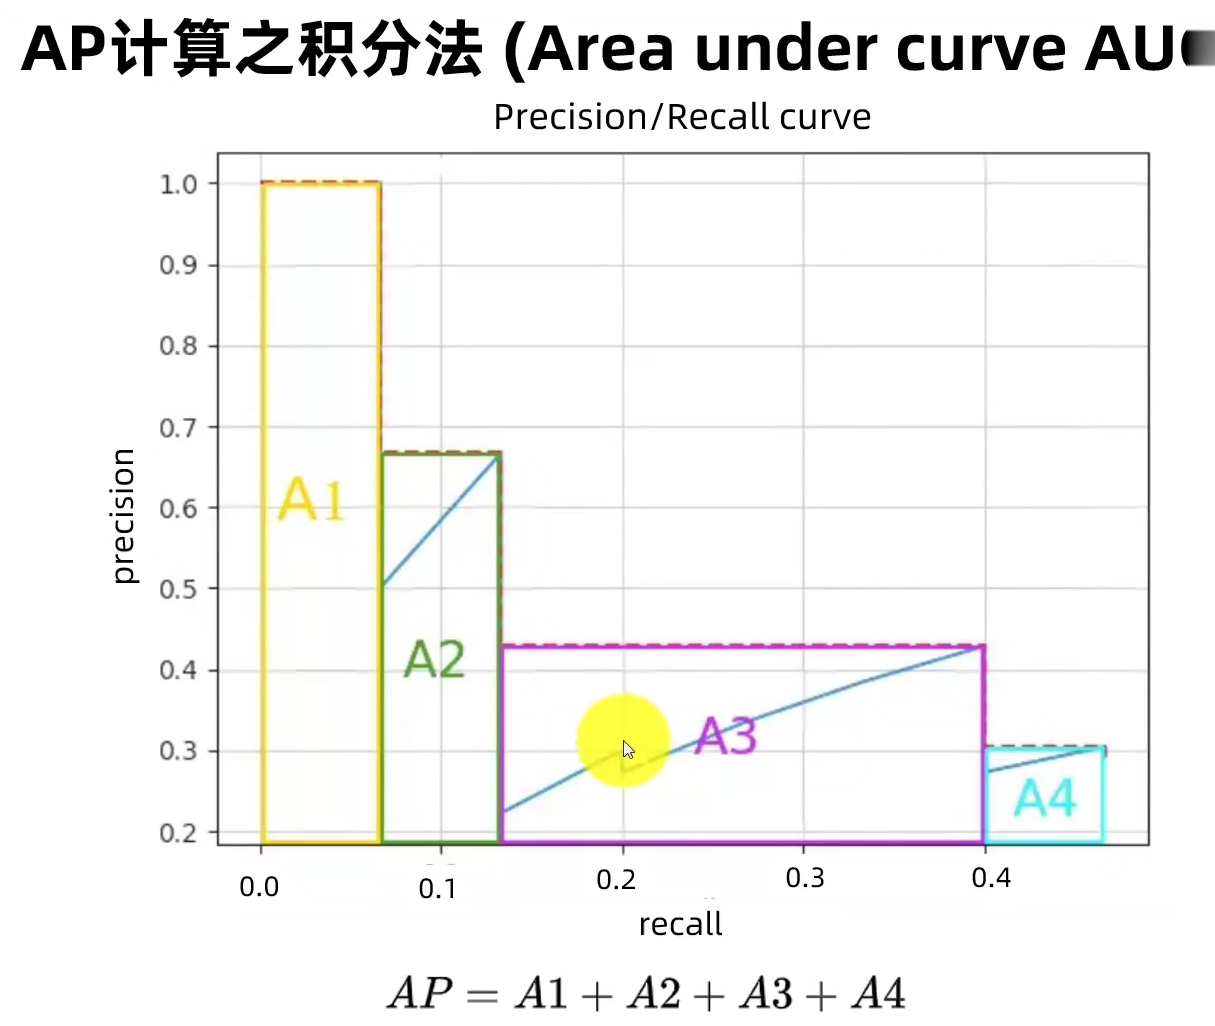 AP计算之积分法 (Area under curve AU
Precision/Recall curve
1.0
0.9
0.8
0.7
0.6
0.5
0.4
0.3
0.2
precision
A1
A2
A3
A4
0.0 0.1 0.2 0.3 0.4
recall
AP = A1 + A2 + A3 + A4